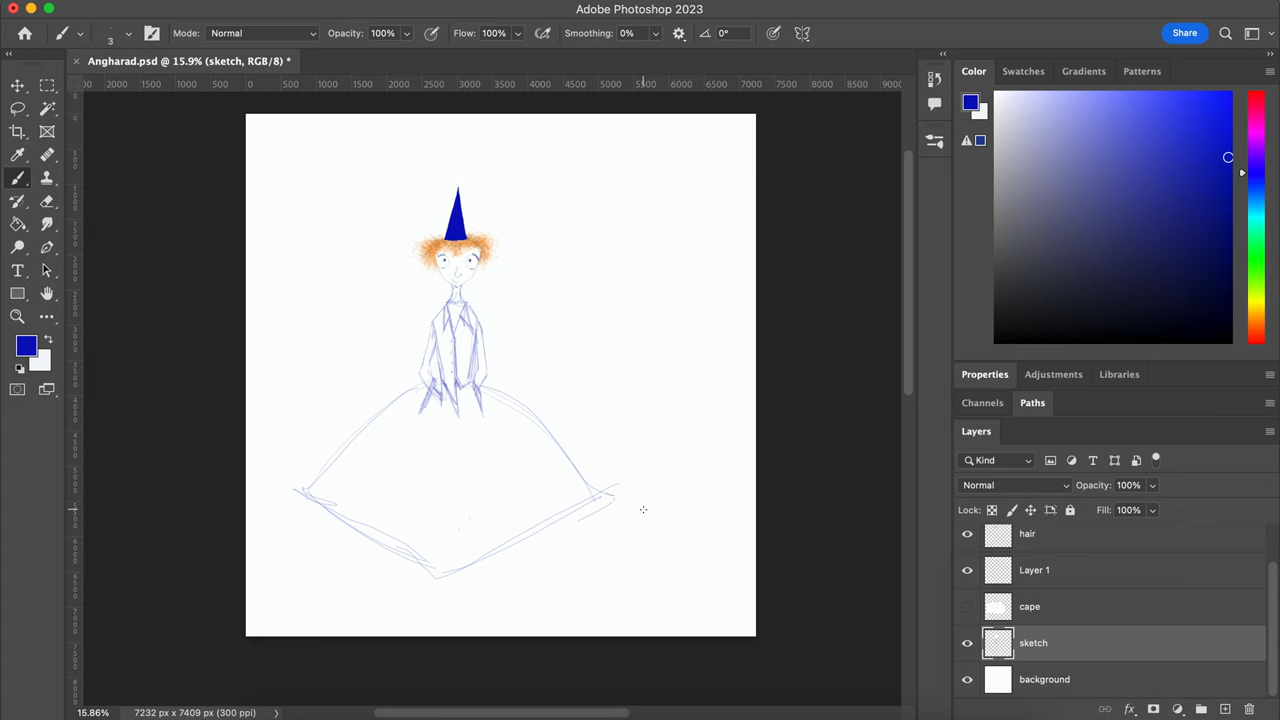 Adobe Photoshop 2023
3 Mode: Normal Opacity: 100% Flow: 100% Smoothing: 0% 0° Share
Angharad.psd @ 15.9% (sketch, RGB/8) *
2000 1500 1000 500 0 500 1000 1500 2000 2500 3000 3500 4000 4500 5000 5500 6000 6500 7000 7500 8000 8500 9000
Color Swatches Gradients Patterns
Properties Adjustments Libraries
Channels Paths
Layers
Kind
Normal Opacity: 100%
Lock: Fill: 100%
hair
Layer 1
cape
sketch
background
15.86% 7232 px x 7409 px (300 ppi)